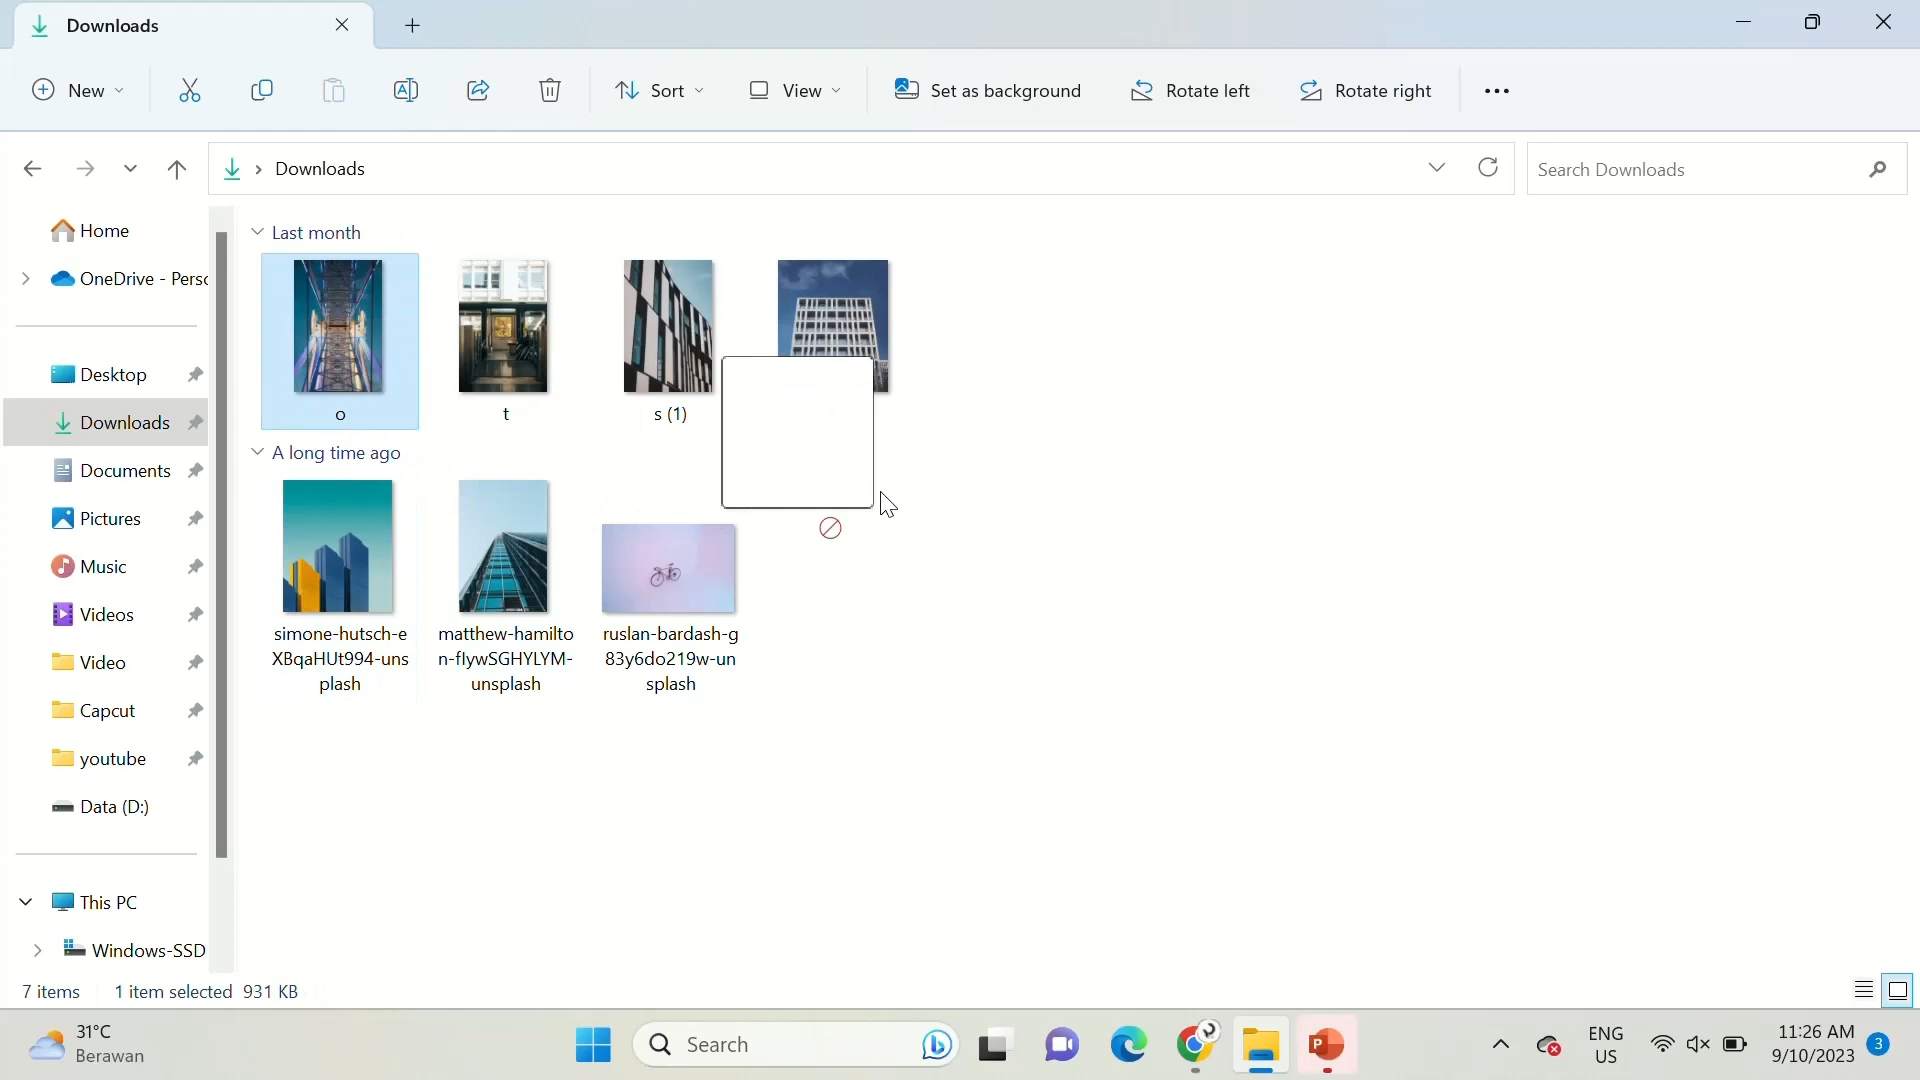 Downloads
New
Sort
View
Set as background
Rotate left
Rotate right
Downloads
Search Downloads
Home
OneDrive - Perso
Desktop
Downloads
Documents
Pictures
Music
Videos
Video
Capcut
youtube
Data (D:)
This PC
Windows-SSD
Last month
o
t
s (1)
A long time ago
simone-hutsch-e
XBqaHUt994-uns
plash
matthew-hamilto
n-flywSGHYLYM-
unsplash
ruslan-bardash-g
83y6do219w-un
splash
7 items
1 item selected 931 KB
31°C
Berawan
Search
ENG
US
11:26 AM
9/10/2023
3